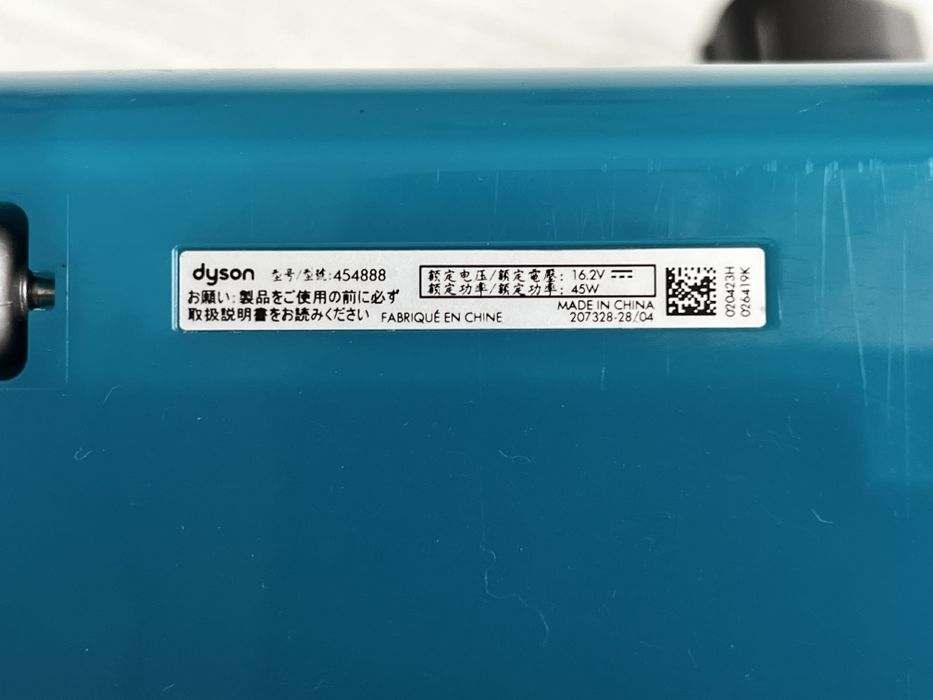 dyson 型号/型號:454888
お願い:製品をご使用の前に必ず
取扱説明書をお読みください FABRIQUÉ EN CHINE
额定电压/額定電壓: 16.2V
额定功率/額定功率: 45W
MADE IN CHINA
207328-28/04
020423H
026419K